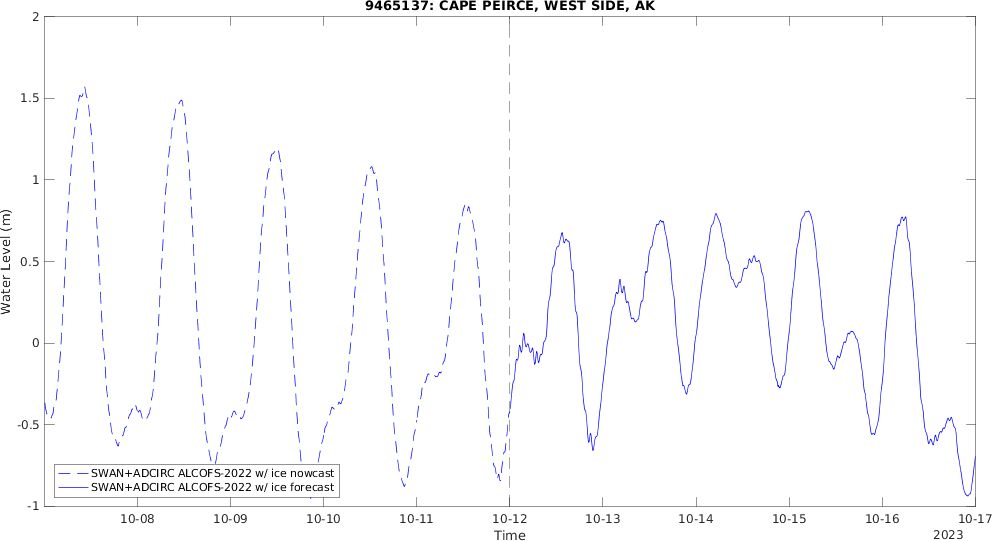 9465137: CAPE PEIRCE, WEST SIDE, AK
2
1.5
1
0.5
0
-0.5
-1
Water Level (m)
SWAN+ADCIRC ALCOFS-2022 w/ ice nowcast
SWAN+ADCIRC ALCOFS-2022 w/ ice forecast
10-08 10-09 10-10 10-11 10-12 10-13 10-14 10-15 10-16 10-17
Time
2023